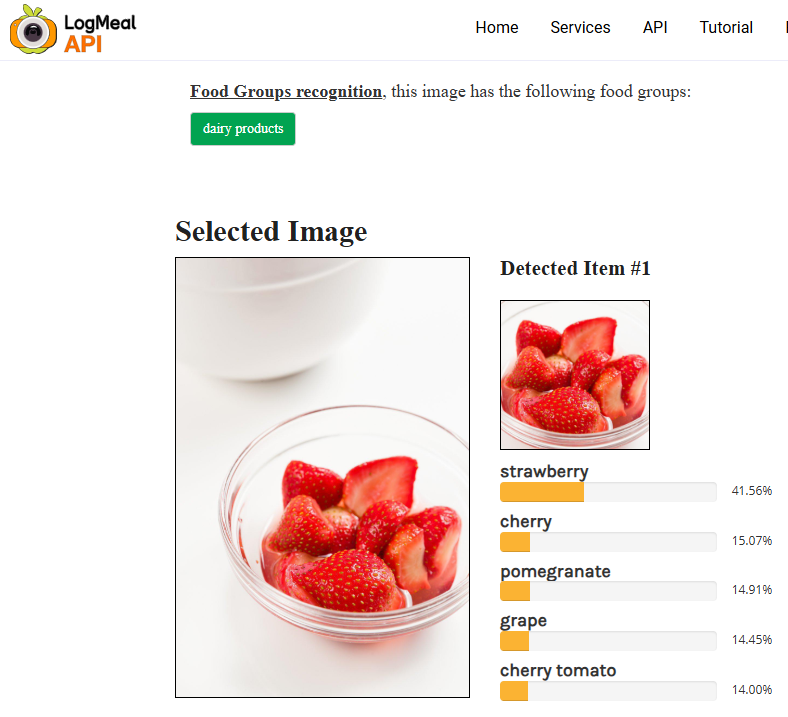 LogMeal
API
Home Services API Tutorial
Food Groups recognition, this image has the following food groups:
dairy products
Selected Image
Detected Item #1
strawberry
41.56%
cherry
15.07%
pomegranate
14.91%
grape
14.45%
cherry tomato
14.00%